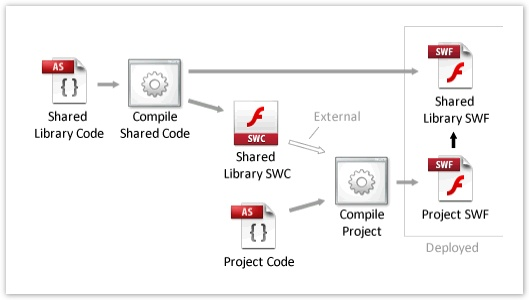 AS
{ }
Shared
Library Code
Compile
Shared Code
SWF
Shared
Library SWF
SWC
Shared
Library SWC
External
AS
{ }
Project Code
Compile
Project
SWF
Project SWF
Deployed